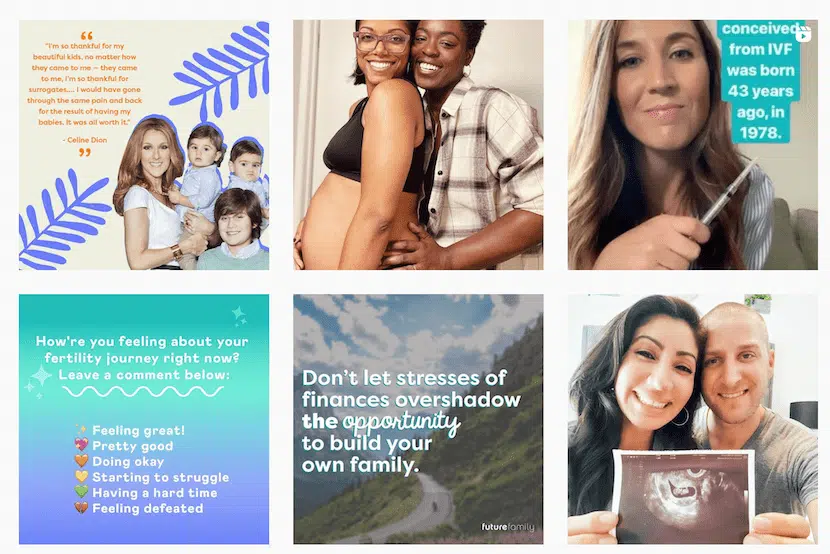 “
"I'm so thankful for my
beautiful kids, no matter how
they came to me — they came
to me, i'm so thankful for
surrogates,... i would have gone
through the same pain and back
for the result of having my
babies. It was all worth it."
- Celine Dion
”
conceived
from IVF
was born
43 years
ago, in
1978.
How're you feeling about your
fertility journey right now?
Leave a comment below:
Feeling great!
Pretty good
Doing okay
Starting to struggle
Having a hard time
Feeling defeated
Don't let stresses of
finances overshadow
the opportunity
to build your
own family.
futurefamily